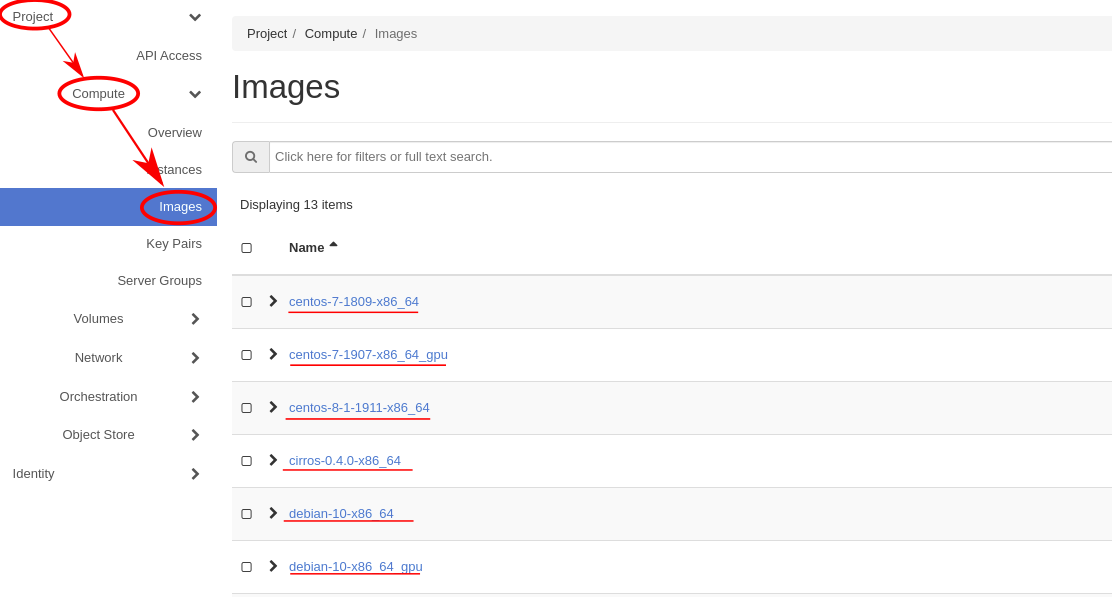 Project
API Access
Compute
Overview
Images
Key Pairs
Server Groups
Volumes
Network
Orchestration
Object Store
Identity
Project / Compute / Images
Images
Click here for filters or full text search.
Displaying 13 items
Name
centos-7-1809-x86_64
centos-7-1907-x86_64_gpu
centos-8-1-1911-x86_64
cirros-0.4.0-x86_64
debian-10-x86_64
debian-10-x86_64_gpu